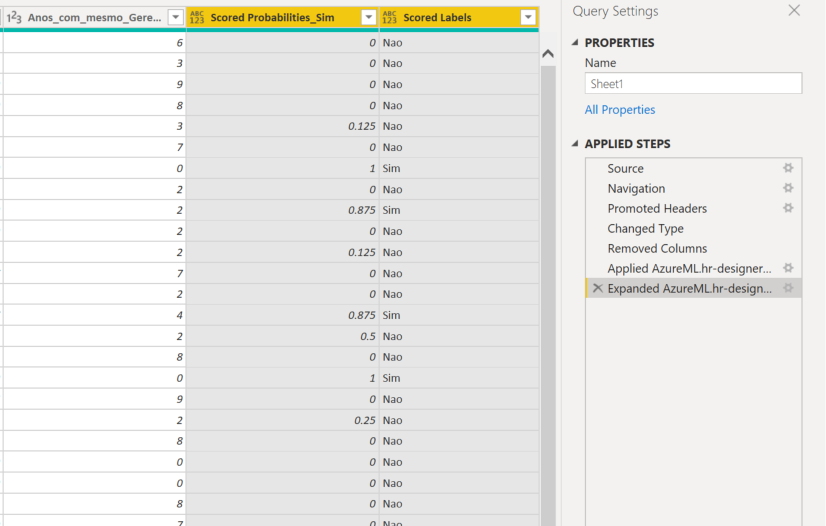 Query Settings
1²3 Anos_com_mesmo_Gere... ABC 123 Scored Probabilities_Sim ABC 123 Scored Labels
6 0 Nao
3 0 Nao
9 0 Nao
8 0 Nao
3 0.125 Nao
7 0 Nao
0 1 Sim
2 0 Nao
2 0.875 Sim
2 0 Nao
2 0.125 Nao
7 0 Nao
2 0 Nao
4 0.875 Sim
2 0.5 Nao
8 0 Nao
0 1 Sim
9 0 Nao
2 0.25 Nao
8 0 Nao
0 0 Nao
0 0 Nao
8 0 Nao
7 0 Nao
PROPERTIES
Name
Sheet1
All Properties
APPLIED STEPS
Source
Navigation
Promoted Headers
Changed Type
Removed Columns
Applied AzureML.hr-designer...
Expanded AzureML.hr-design...